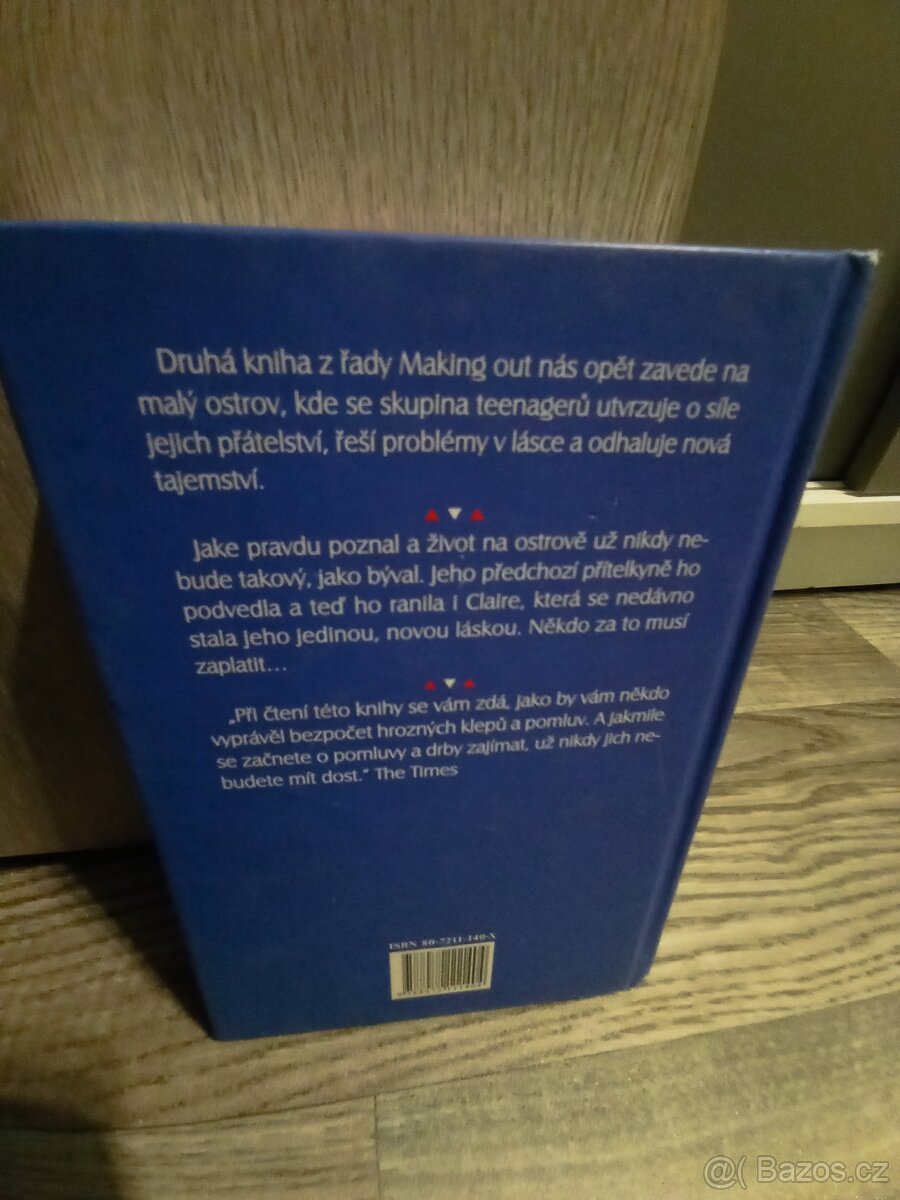 Druhá kniha z řady Making out nás opět zavede na
malý ostrov, kde se skupina teenagerů utvrzuje o síle
jejich přátelství, řeší problémy v lásce a odhaluje nová
tajemství.
Jake pravdu poznal a život na ostrově už nikdy ne-
bude takový, jako býval. Jeho předchozí přítelkyně ho
podvedla a teď ho ranila i Claire, která se nedávno
stala jeho jedinou, novou láskou. Někdo za to musí
zaplatit...
„Při čtení této knihy se vám zdá, jako by vám někdo
vyprávěl bezpočet hrozných klepů a pomluv. A jakmile
se začnete o pomluvy a drby zajímat, už nikdy jich ne-
budete mít dost." The Times
ISBN 80-7211-140-X
@( Bazos.cz